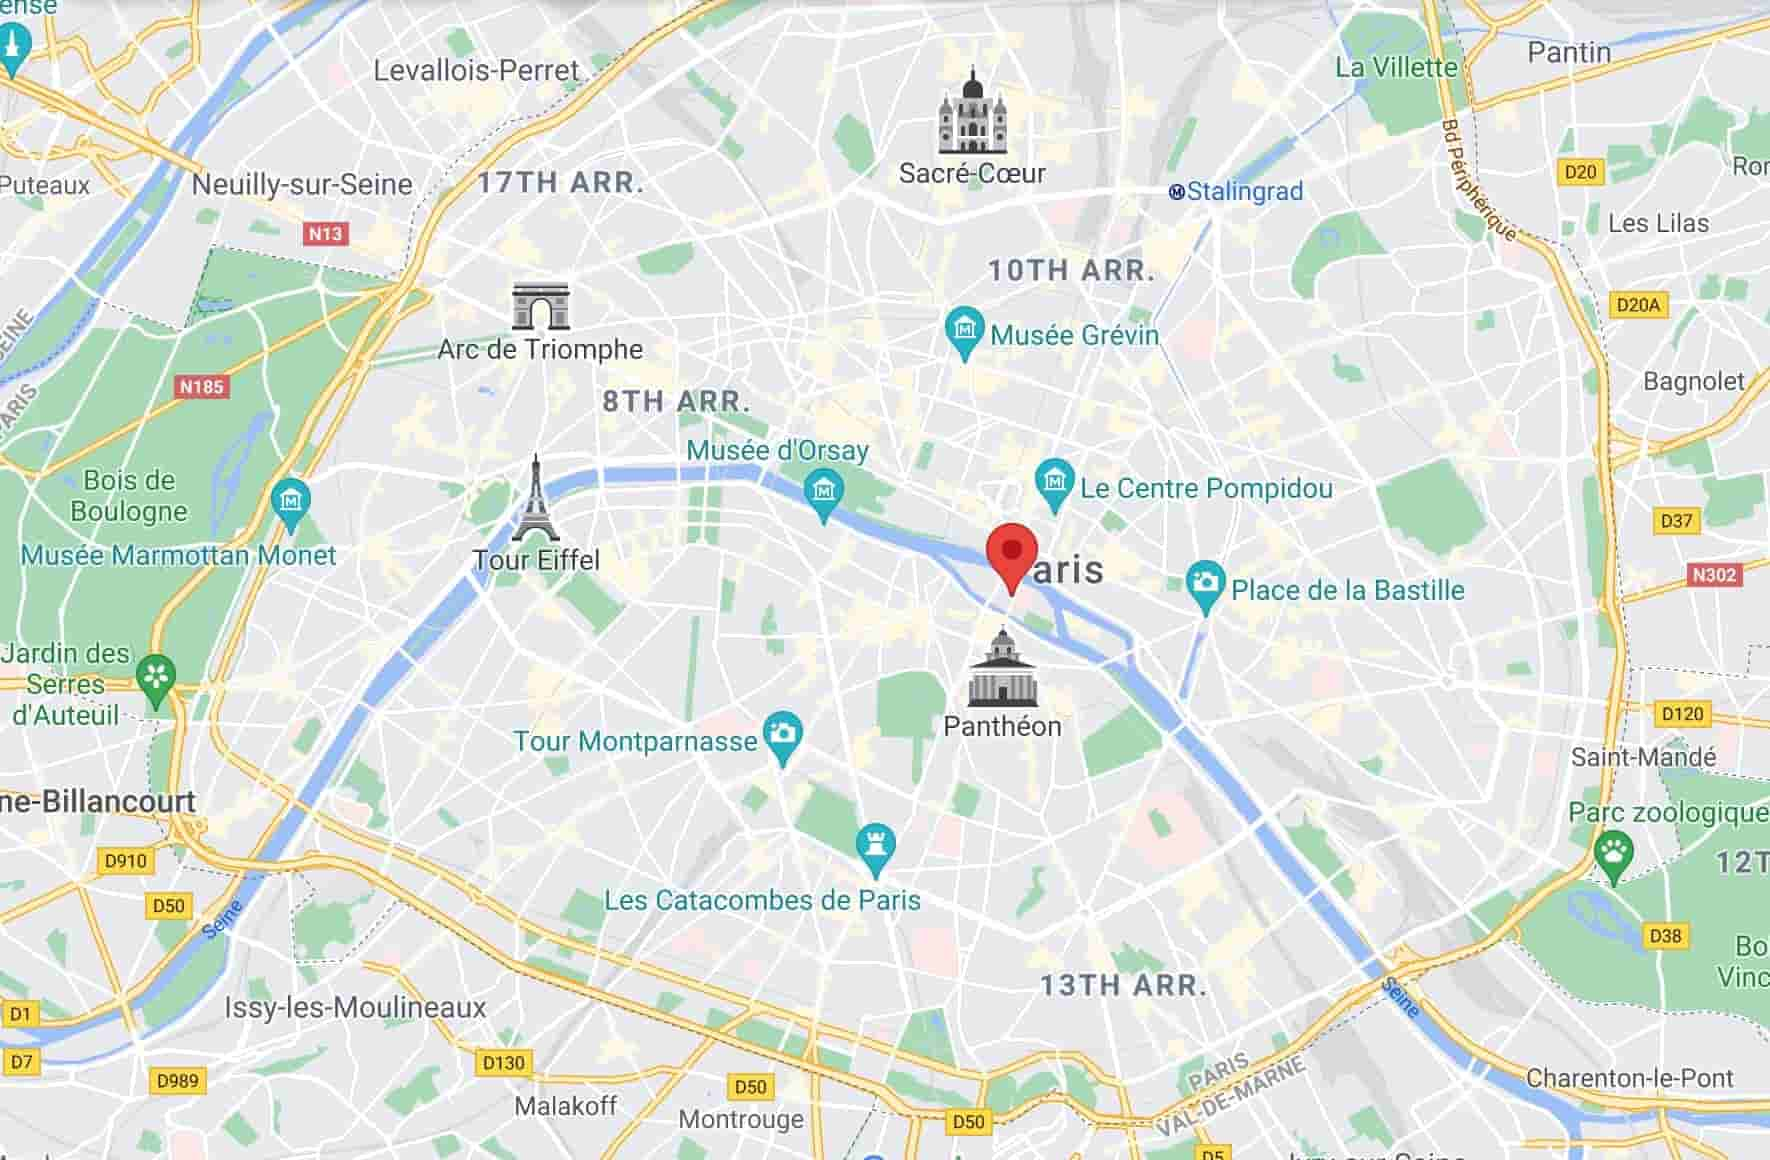 ense
Levallois-Perret
La Villette
Pantin
Bd Périphérique
D20
Puteaux
Neuilly-sur-Seine
17TH ARR.
Sacré-Cœur
Stalingrad
Ror
Les Lilas
N13
10TH ARR.
D20A
SEINE
PARIS
Arc de Triomphe
Musée Grévin
N185
8TH ARR.
Bagnolet
Musée d'Orsay
Bois de
Boulogne
Le Centre Pompidou
D37
Musée Marmottan Monet
Tour Eiffel
aris
N302
Place de la Bastille
Jardin des
Serres
d'Auteuil
Panthéon
D120
Tour Montparnasse
Saint-Mandé
ne-Billancourt
Parc zoologique
D910
12T
Les Catacombes de Paris
D50
Seine
D38
Bo
Vinc
13TH ARR.
Seine
Issy-les-Moulineaux
D1
D7
D130
D989
D50
PARIS
VAL-DE-MARNE
Charenton-le-Pont
Malakoff
Montrouge
D50
D5